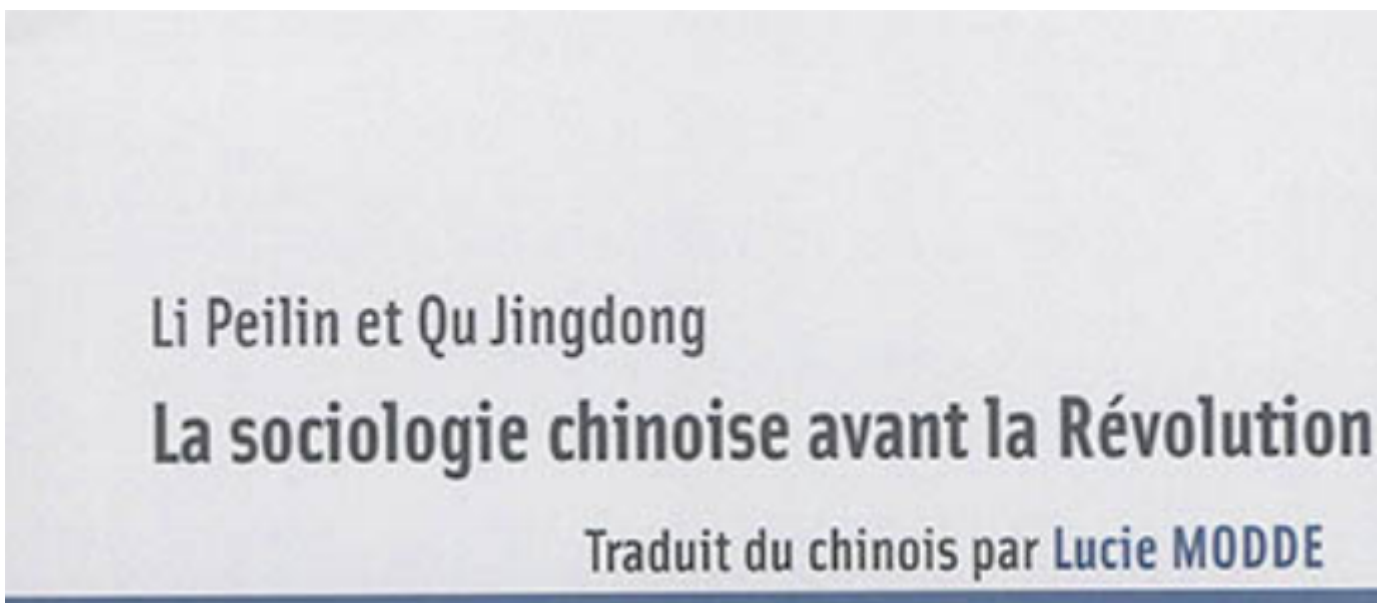 Li Peilin et Qu Jingdong
La sociologie chinoise avant la Révolution
Traduit du chinois par Lucie MODDE